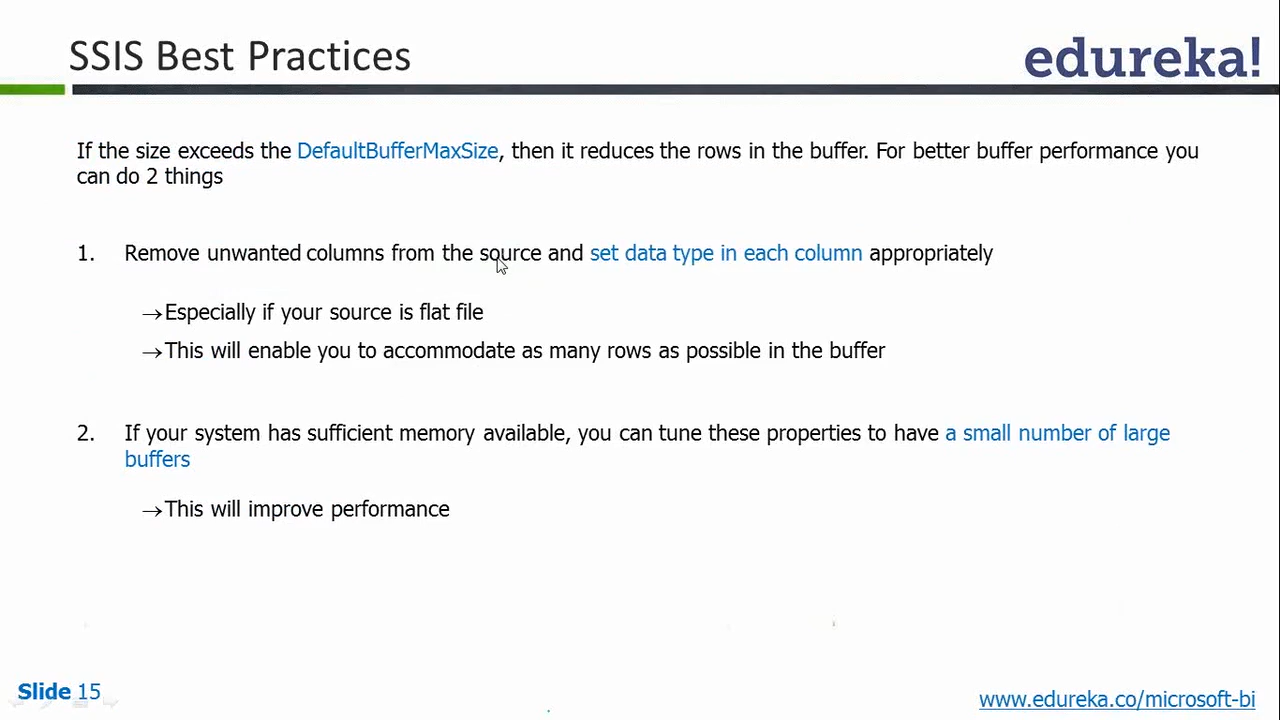 SSIS Best Practices
edureka!
If the size exceeds the DefaultBufferMaxSize, then it reduces the rows in the buffer. For better buffer performance you
can do 2 things
1. Remove unwanted columns from the source and set data type in each column appropriately
→Especially if your source is flat file
→This will enable you to accommodate as many rows as possible in the buffer
2. If your system has sufficient memory available, you can tune these properties to have a small number of large
buffers
→This will improve performance
Slide 15
www.edureka.co/microsoft-bi